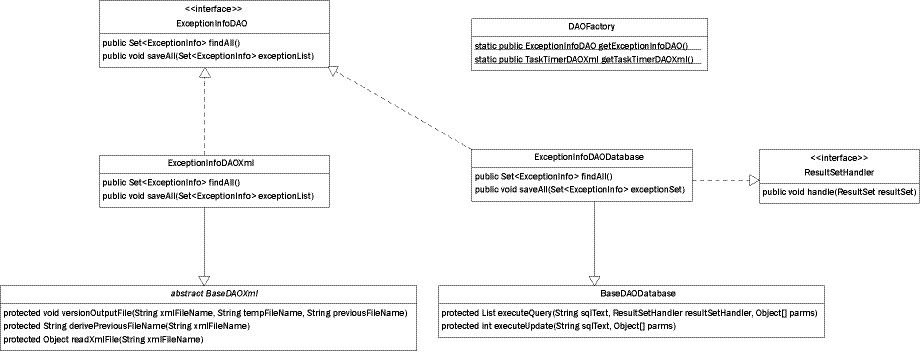 <<interface>>
ExceptionInfoDAO
public Set<ExceptionInfo> findAll()
public void saveAll(Set<ExceptionInfo> exceptionList)
DAOFactory
static public ExceptionInfoDAO getExceptionInfoDAO()
static public TaskTimerDAOXml getTaskTimerDAOXml()
ExceptionInfoDAOXml
public Set<ExceptionInfo> findAll()
public void saveAll(Set<ExceptionInfo> exceptionList)
ExceptionInfoDAODatabase
public Set<ExceptionInfo> findAll()
public void saveAll(Set<ExceptionInfo> exceptionSet)
<<interface>>
ResultSetHandler
public void handle(ResultSet resultSet)
abstract BaseDAOXml
protected void versionOutputFile(String xmlFileName, String tempFileName, String previousFileName)
protected String derivePreviousFileName(String xmlFileName)
protected Object readXmlFile(String xmlFileName)
BaseDAODatabase
protected List executeQuery(String sqlText, ResultSetHandler resultSetHandler, Object[] parms)
protected int executeUpdate(String sqlText, Object[] parms)